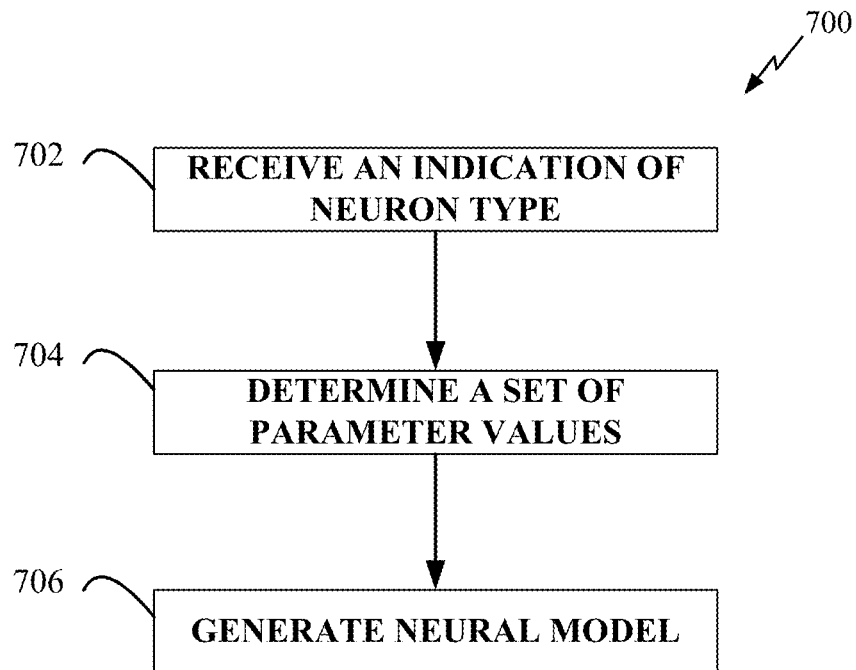 700
702
RECEIVE AN INDICATION OF
NEURON TYPE
704
DETERMINE A SET OF
PARAMETER VALUES
706
GENERATE NEURAL MODEL